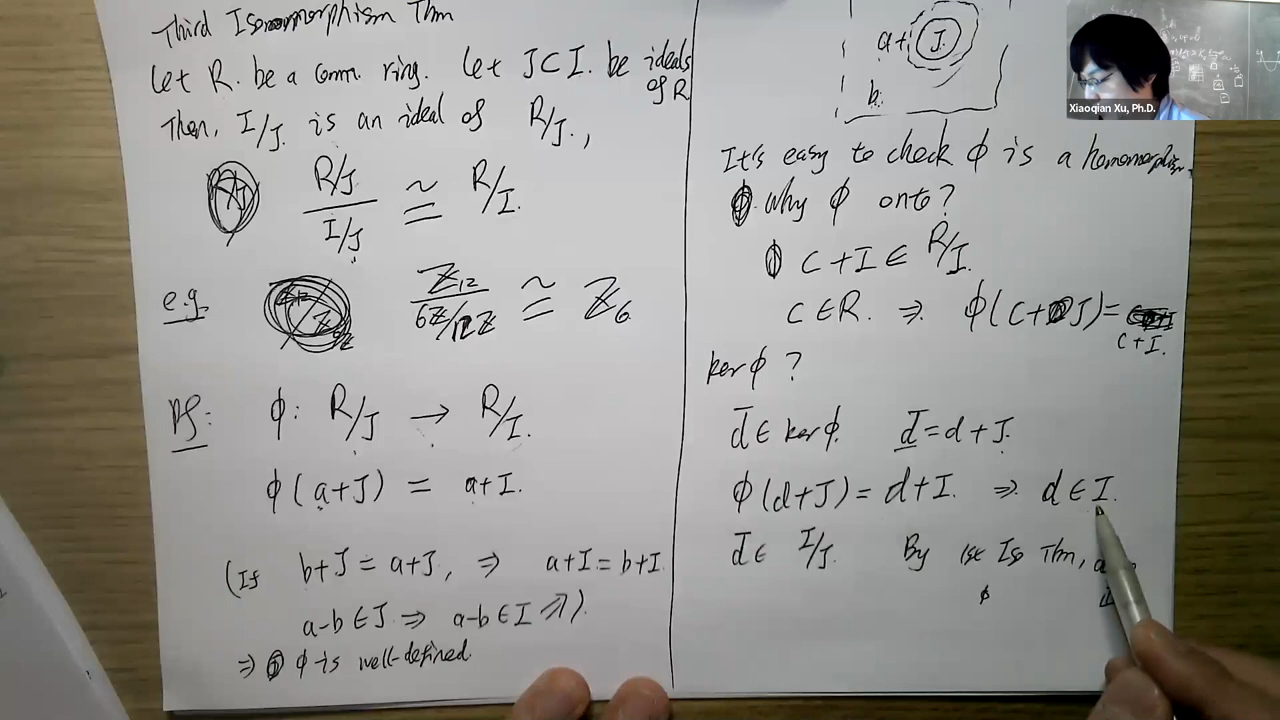 Third Isomorphism Thm
Let R. be a comm. ring. Let J⊂I. be ideals of R
Then, I/J. is an ideal of R/J.,
R/J / I/J ≅ R/I.
e.g. Z₁₂ / 6Z/12Z ≅ Z₆
Pf: ϕ: R/J → R/I.
ϕ(a+J) = a+I.
(If b+J = a+J, ⇒ a+I = b+I
a-b∈J ⇒ a-b∈I ↗).
⇒ ϕ is well-defined
a+ J.
b.
It's easy to check ϕ is a homomorphism.
Why ϕ onto?
C+I∈ R/I.
C∈R. ⇒ ϕ(C+J)=
C+I.
ker ϕ ?
d̄∈ ker ϕ. d̄ = d+J.
ϕ(d+J) = d+I. ⇒ d∈I.
d̄∈ I/J. By 1st Iso Thm,
ϕ
Xiaoqian Xu, Ph.D.